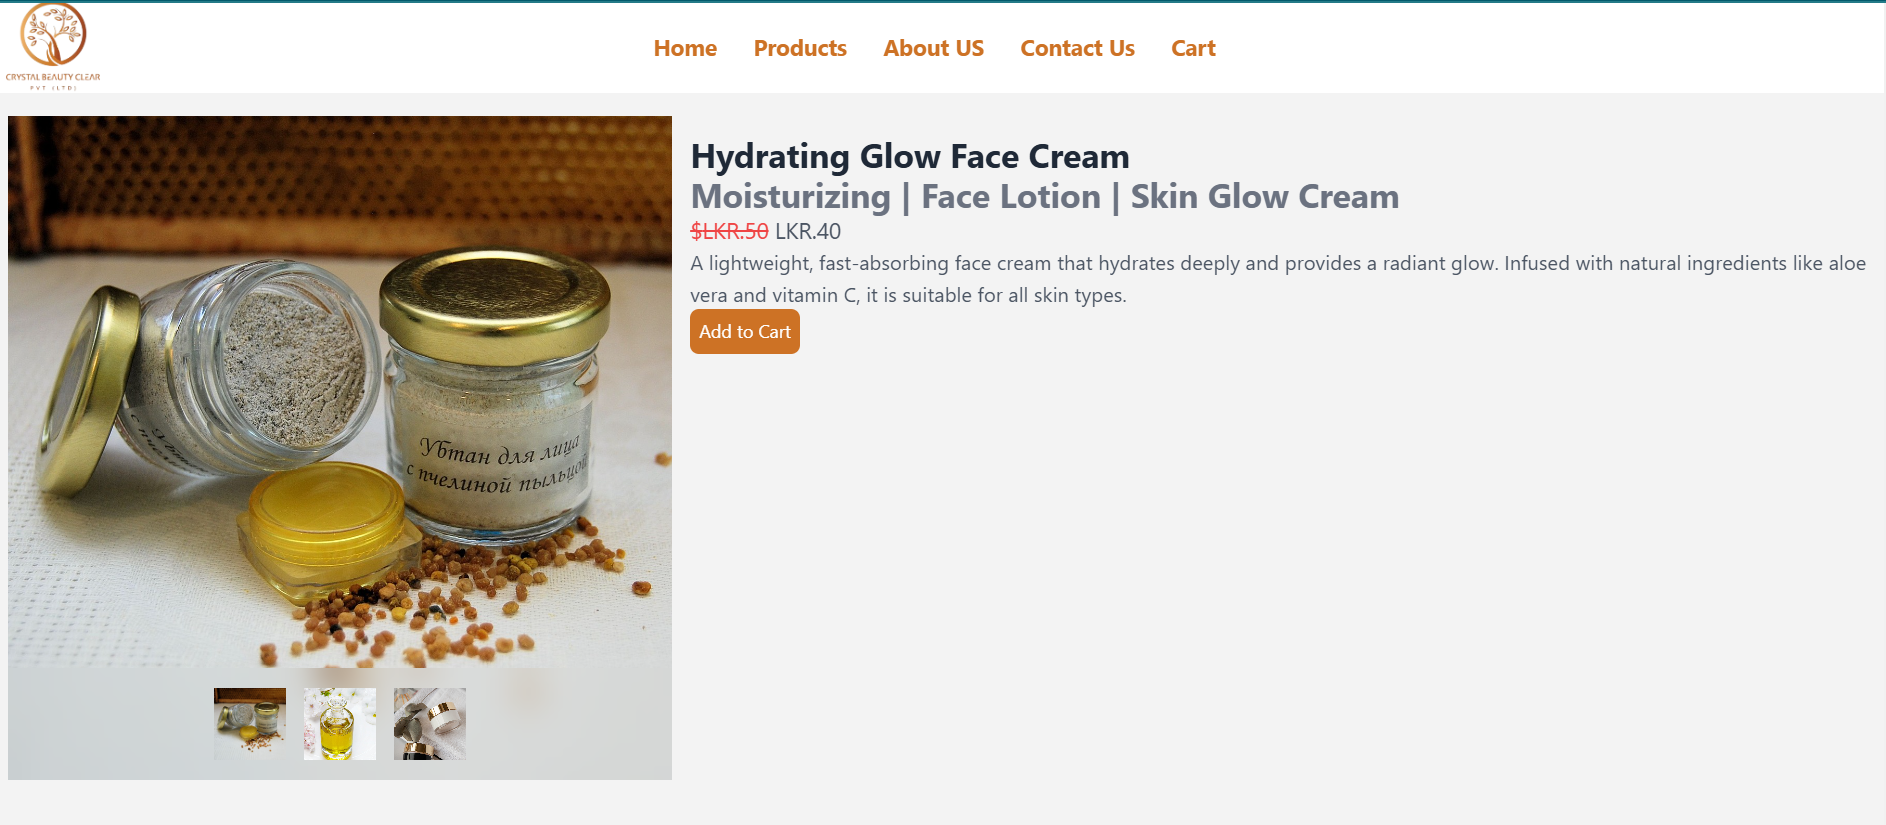 CRYSTAL BEAUTY CLEAR
PVT (LTD)
Home
Products
About US
Contact Us
Cart
Hydrating Glow Face Cream
Moisturizing | Face Lotion | Skin Glow Cream
$LKR.50 LKR.40
A lightweight, fast-absorbing face cream that hydrates deeply and provides a radiant glow. Infused with natural ingredients like aloe
vera and vitamin C, it is suitable for all skin types.
Add to Cart
Убтан для лица
с пчелиной пыльцой